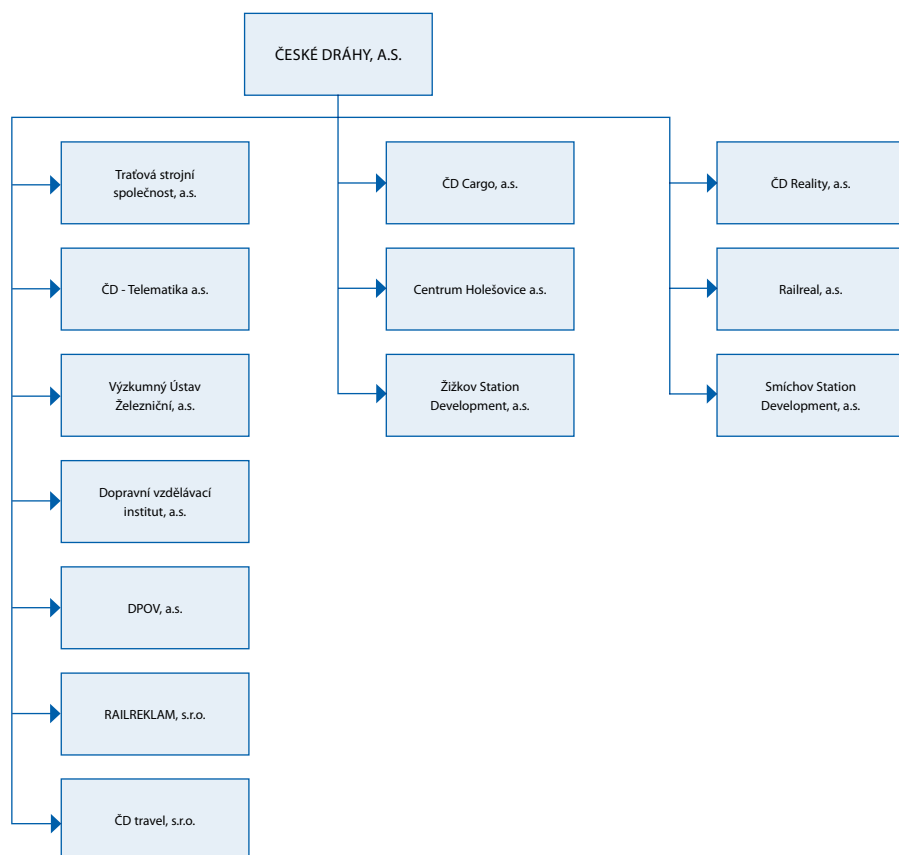 ČESKÉ DRÁHY, A.S.
Traťová strojní
společnost, a.s.
ČD - Telematika a.s.
Výzkumný Ústav
Železniční, a.s.
Dopravní vzdělávací
institut, a.s.
DPOV, a.s.
RAILREKLAM, s.r.o.
ČD travel, s.r.o.
ČD Cargo, a.s.
Centrum Holešovice a.s.
Žižkov Station
Development, a.s.
ČD Reality, a.s.
Railreal, a.s.
Smíchov Station
Development, a.s.